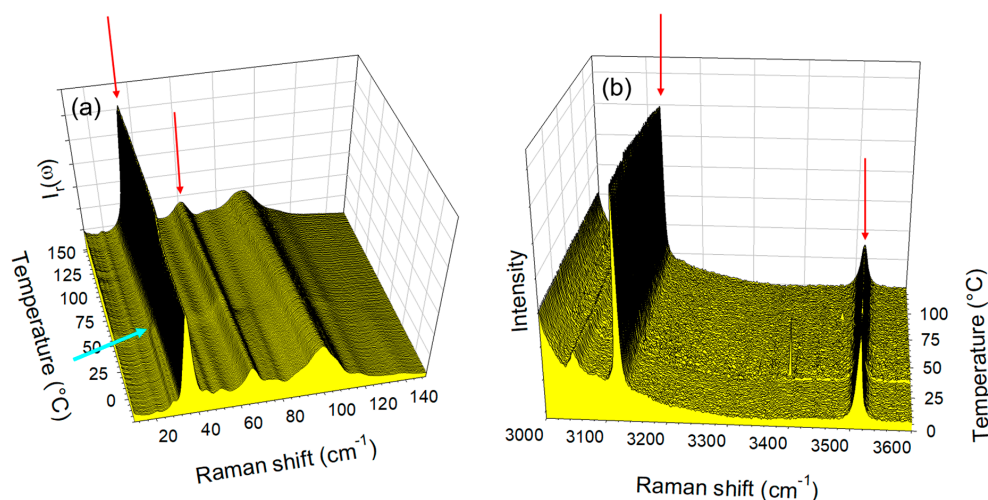 (a)
I_r(ω)
150
125
100
75
50
25
0
Temperature (°C)
20 40 60 80 100 120 140
Raman shift (cm⁻¹)
(b)
Intensity
3000 3100 3200 3300 3400 3500 3600
Raman shift (cm⁻¹)
100
75
50
25
0
Temperature (°C)